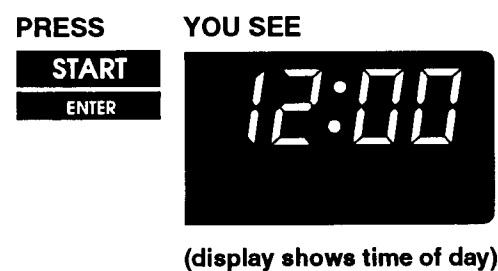 PRESS YOU SEE
START
ENTER
12:00
(display shows time of day)